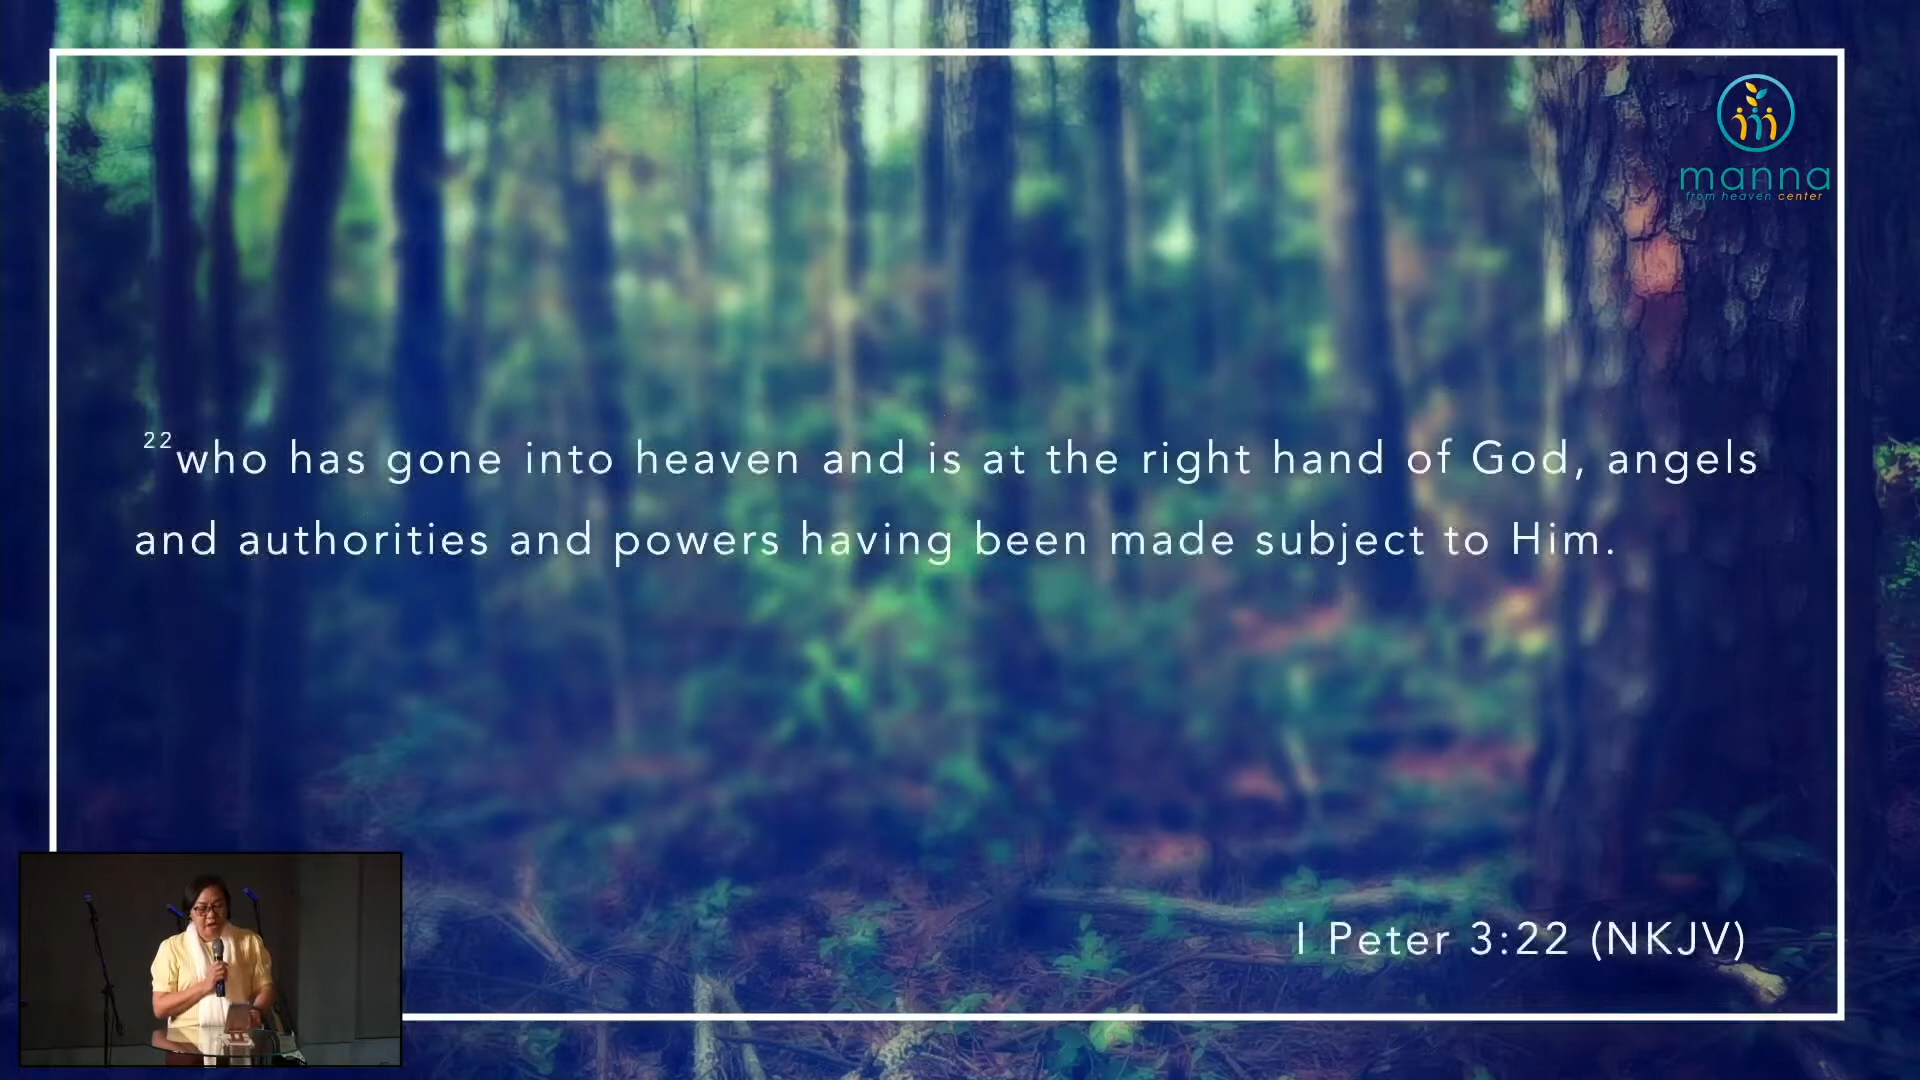 manna
from heaven center
22who has gone into heaven and is at the right hand of God, angels
and authorities and powers having been made subject to Him.
I Peter 3:22 (NKJV)